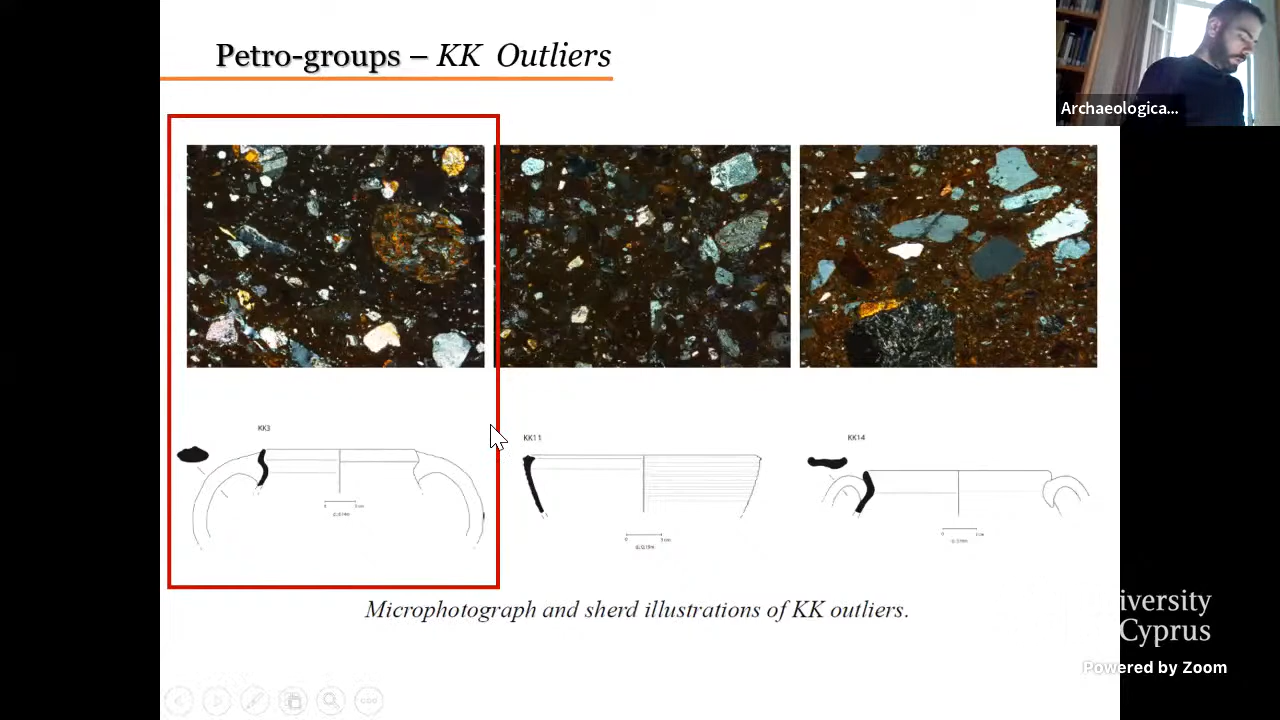 Petro-groups – KK Outliers
Archaeologica...
KK3
KK11
KK14
Microphotograph and sherd illustrations of KK outliers.
iversity
Cyprus
Powered by Zoom